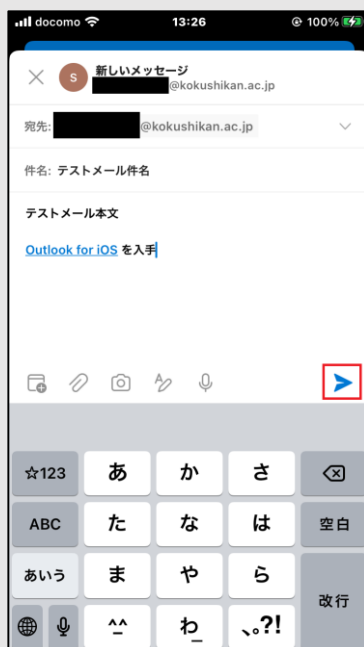 docomo 13:26 100%
S 新しいメッセージ
@kokushikan.ac.jp
宛先: @kokushikan.ac.jp
件名: テストメール件名
テストメール本文
Outlook for iOS を入手
☆123 あ か さ
ABC た な は 空白
あいう ま や ら 改行
^^ わ_ 、。?!